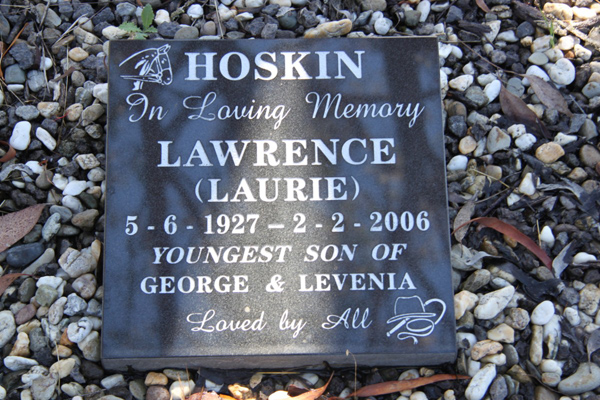 HOSKIN
In Loving Memory
LAWRENCE
(LAURIE)
5 - 6 - 1927 – 2 - 2 - 2006
YOUNGEST SON OF
GEORGE & LEVENIA
Loved by All